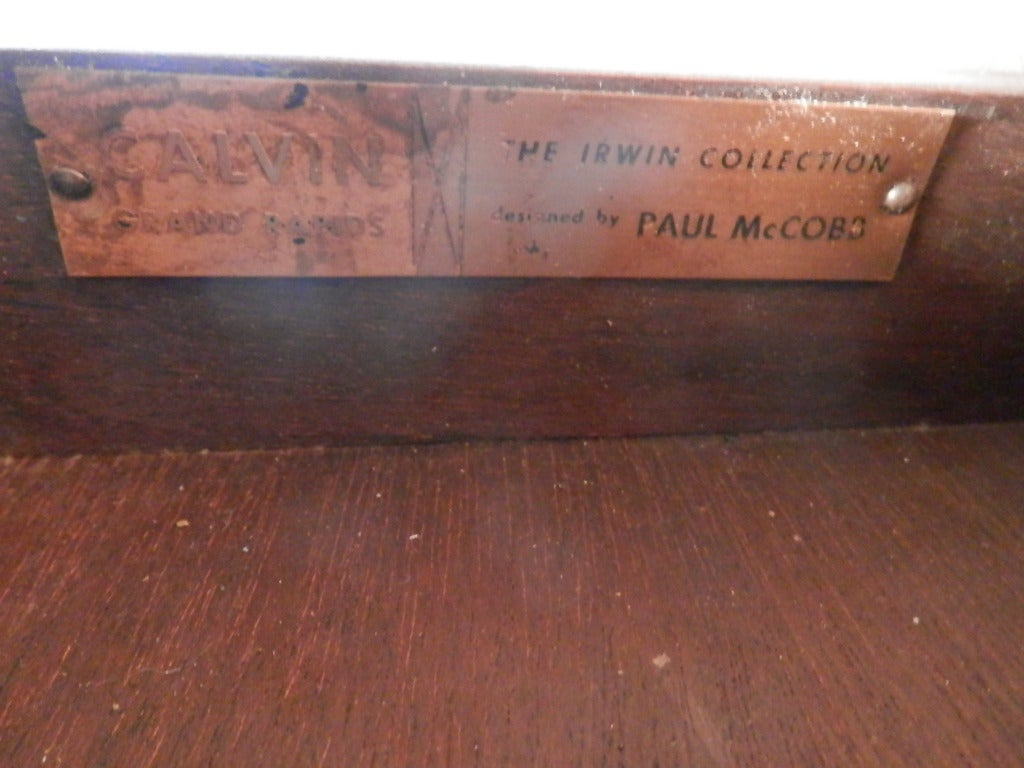 CALVIN
GRAND RAPIDS
THE IRWIN COLLECTION
designed by PAUL McCOBB